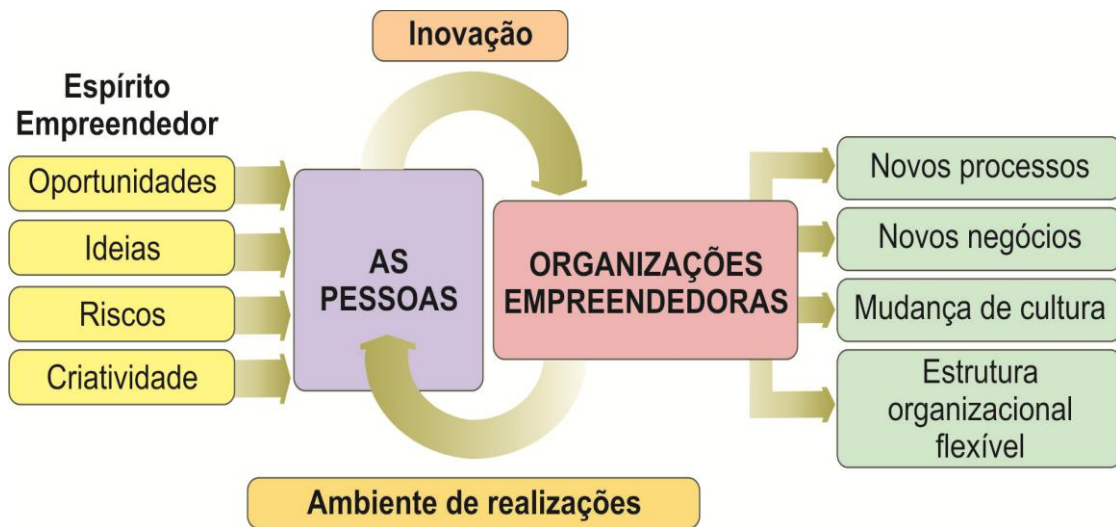 Inovação
Espírito
Empreendedor
Oportunidades
Ideias
Riscos
Criatividade
AS
PESSOAS
ORGANIZAÇÕES
EMPREENDEDORAS
Novos processos
Novos negócios
Mudança de cultura
Estrutura
organizacional
flexível
Ambiente de realizações